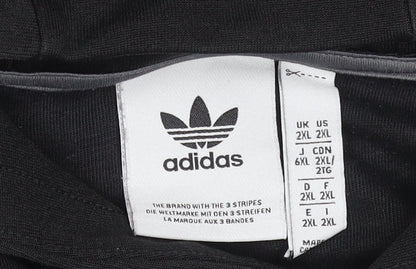 adidas
THE BRAND WITH THE 3 STRIPES
DIE WELTMARKE MIT DEN 3 STREIFEN
LA MARQUE AUX 3 BANDES
UK US
2XL 2XL
J CDN
6XL 2XL/
2TG
D F
2XL 2XL
E I
2XL 2XL